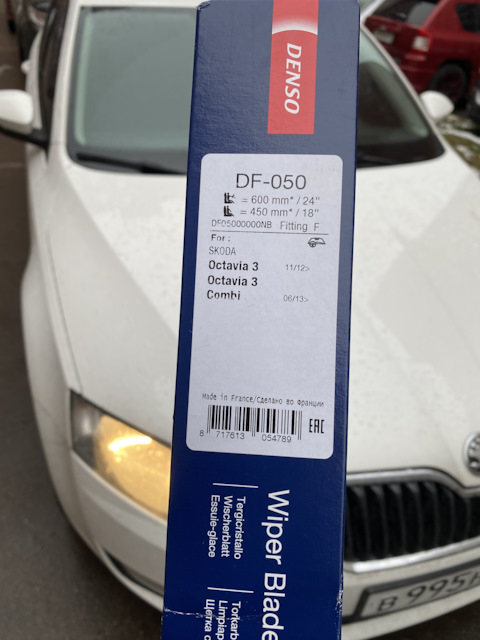 DENSO
DF-050
= 600 mm* / 24"
= 450 mm* / 18"
DF05000000NB Fitting F
For :
SKODA
Octavia 3 11/12>
Octavia 3
Combi 06/13>
Made in France/Сделано во Франции
8 717613 054789
EAC
Wiper Blade
Tergicristallo
Wischerblatt
Essuie-glace
B 995